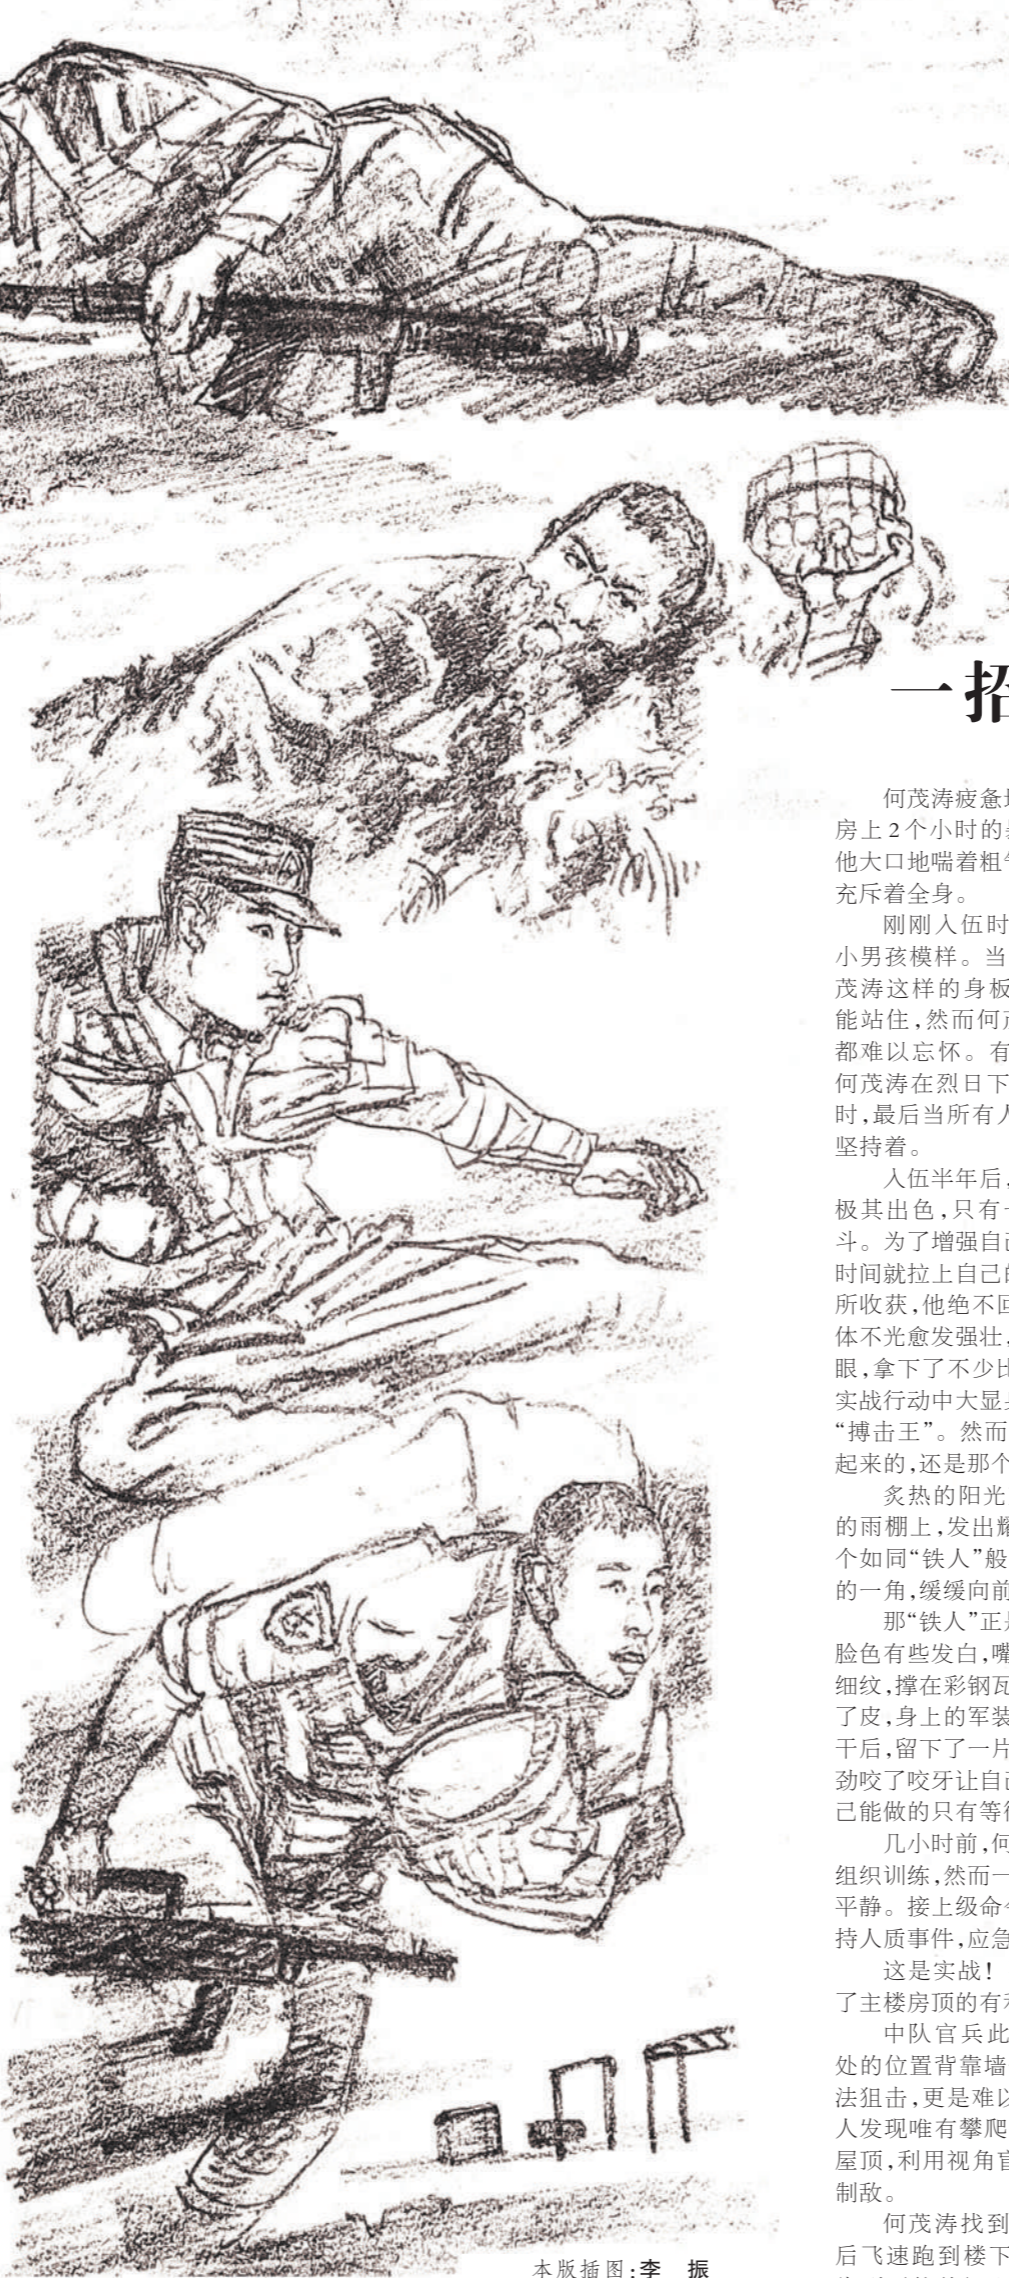 一招
何茂涛疲惫
房上2个小时的
他大口地喘着粗
充斥着全身。
刚刚入伍时
小男孩模样。当
茂涛这样的身板
能站住,然而何
都难以忘怀。有
何茂涛在烈日下
时,最后当所有
坚持着。
入伍半年后,
极其出色,只有
斗。为了增强自
时间就拉上自己
所收获,他绝不
体不光愈发强壮,
眼,拿下了不少
实战行动中大显
“搏击王”。然而
起来的,还是那个
炙热的阳光
的雨棚上,发出
个如同“铁人”般
的一角,缓缓向前
那“铁人”正
脸色有些发白,嘴
细纹,撑在彩钢瓦
了皮,身上的军装
干后,留下了一片
劲咬了咬牙让自
己能做的只有等
几小时前,何
组织训练,然而一
平静。接上级命
持人质事件,应急
这是实战!
了主楼房顶的有
中队官兵此
处的位置背靠墙
法狙击,更是难以
人发现唯有攀爬
屋顶,利用视角
制敌。
何茂涛找到
后飞速跑到楼下
本版插图:李 振